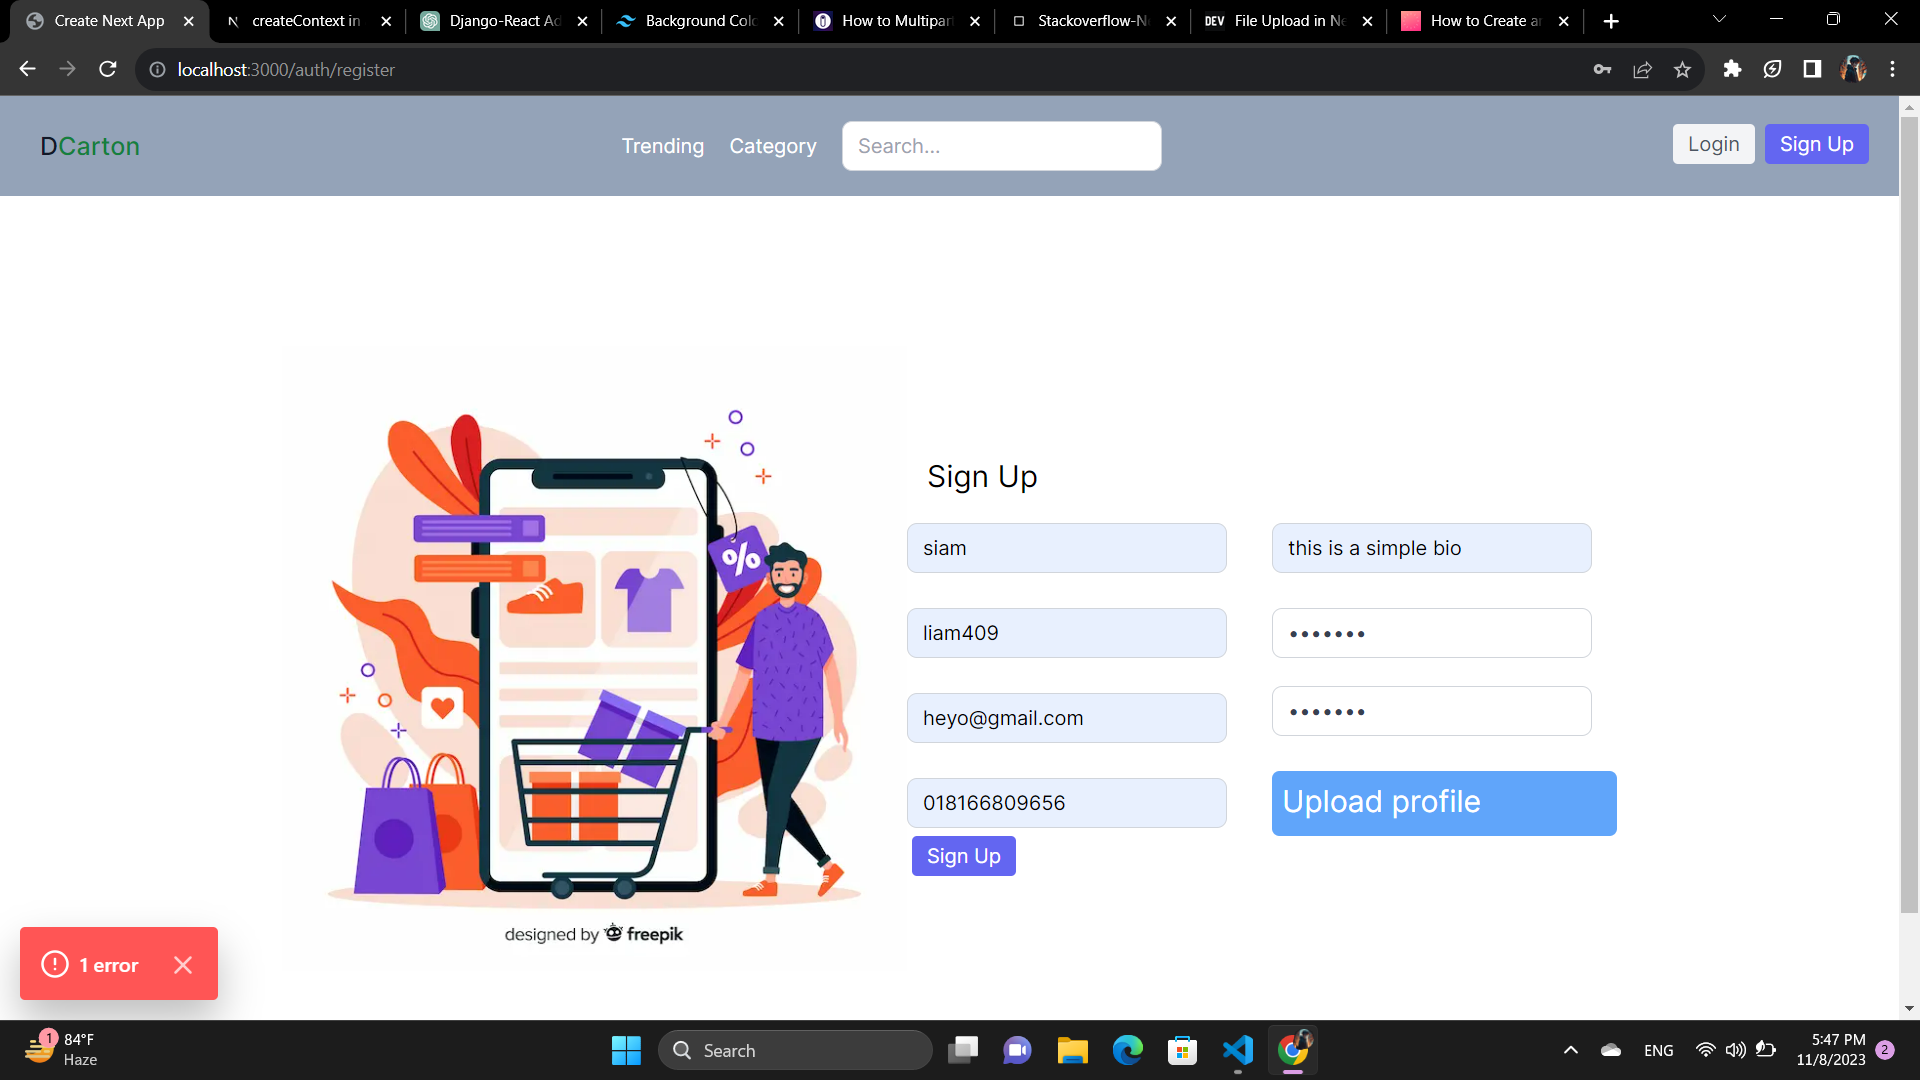 Create Next App
createContext in
Django-React Ad
Background Colo
How to Multipart
Stackoverflow-Ne
DEV File Upload in Ne
How to Create an
localhost:3000/auth/register
DCarton
Trending
Category
Search...
Login
Sign Up
Sign Up
siam
this is a simple bio
liam409
•••••••
heyo@gmail.com
•••••••
018166809656
Upload profile
Sign Up
%
designed by freepik
1 error
1
84°F
Haze
Search
ENG
5:47 PM
11/8/2023
2